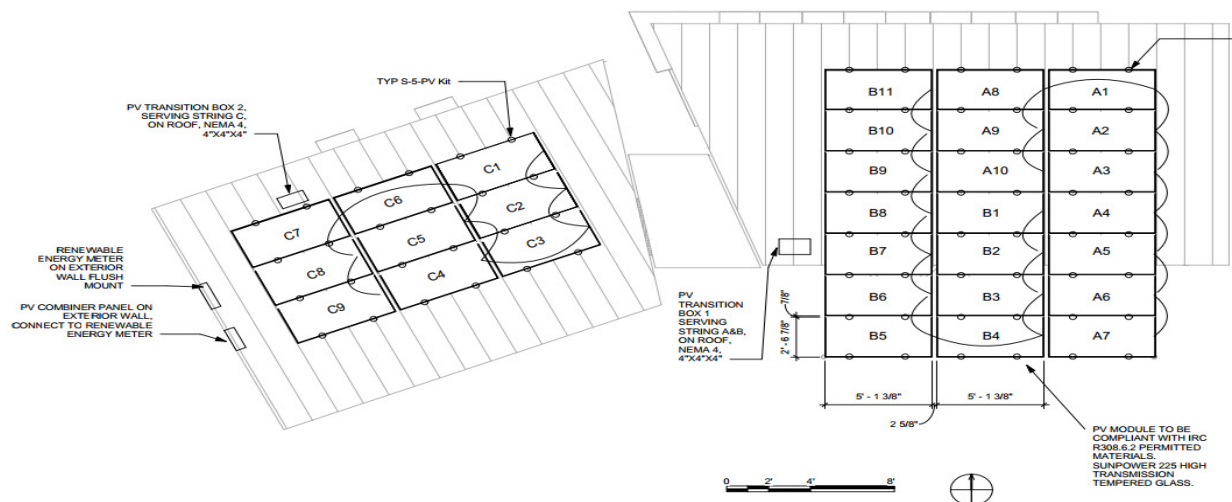 TYP S-5-PV Kit
PV TRANSITION BOX 2,
SERVING STRING C,
ON ROOF, NEMA 4,
4"X4"X4"
RENEWABLE
ENERGY METER
ON EXTERIOR
WALL FLUSH
MOUNT
PV COMBINER PANEL ON
EXTERIOR WALL,
CONNECT TO RENEWABLE
ENERGY METER
C1
C6
C7
C2
C5
C8
C3
C4
C9
B11 A8 A1
B10 A9 A2
B9 A10 A3
B8 B1 A4
B7 B2 A5
B6 B3 A6
B5 B4 A7
PV
TRANSITION
BOX 1
SERVING
STRING A&B,
ON ROOF,
NEMA 4,
4"X4"X4"
7/8"
2' - 6 7/8"
5' - 1 3/8" 5' - 1 3/8"
2 5/8"
PV MODULE TO BE
COMPLIANT WITH IRC
R308.6.2 PERMITTED
MATERIALS.
SUNPOWER 225 HIGH
TRANSMISSION
TEMPERED GLASS.
0 2' 4' 8'